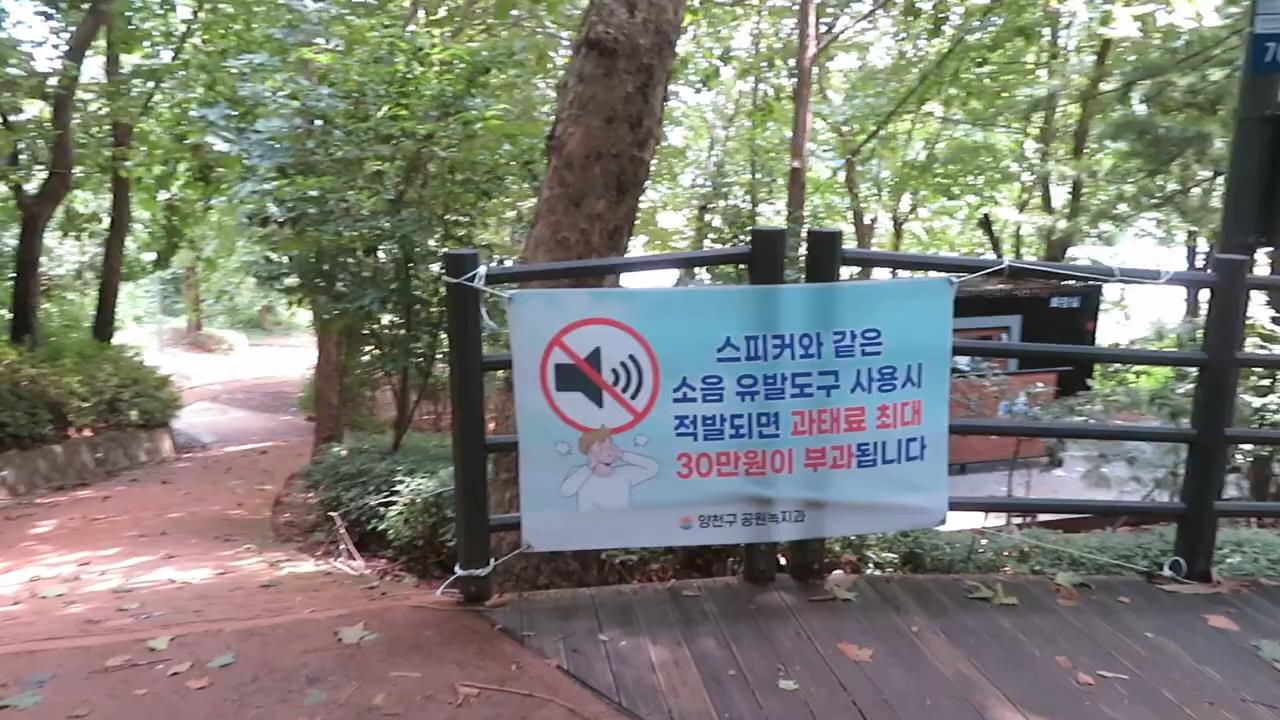 스피커와 같은
소음 유발도구 사용시
적발되면 과태료 최대
30만원이 부과됩니다
양천구 공원녹지과